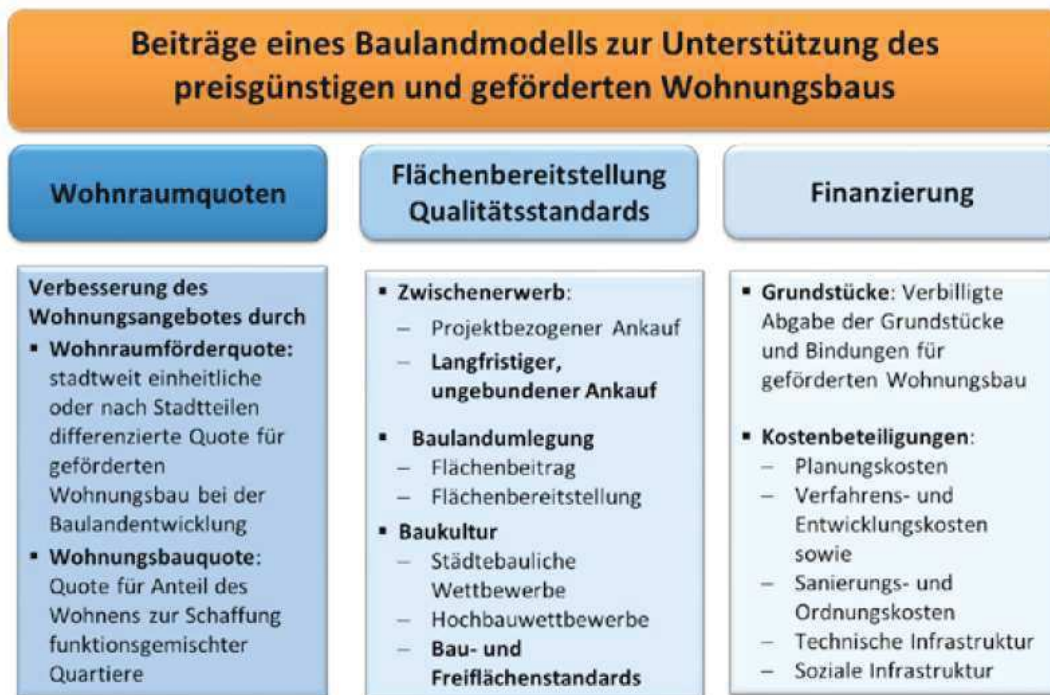 Beiträge eines Baulandmodells zur Unterstützung des
preisgünstigen und geförderten Wohnungsbaus
Wohnraumquoten
Verbesserung des
Wohnungsangebotes durch
▪ Wohnraumförderquote:
stadtweit einheitliche
oder nach Stadtteilen
differenzierte Quote für
geförderten
Wohnungsbau bei der
Baulandentwicklung
▪ Wohnungsbauquote:
Quote für Anteil des
Wohnens zur Schaffung
funktionsgemischter
Quartiere
Flächenbereitstellung
Qualitätsstandards
▪ Zwischenerwerb:
– Projektbezogener Ankauf
– Langfristiger,
ungebundener Ankauf
▪ Baulandumlegung
– Flächenbeitrag
– Flächenbereitstellung
▪ Baukultur
– Städtebauliche
Wettbewerbe
– Hochbauwettbewerbe
– Bau- und
Freiflächenstandards
Finanzierung
▪ Grundstücke: Verbilligte
Abgabe der Grundstücke
und Bindungen für
geförderten Wohnungsbau
▪ Kostenbeteiligungen:
– Planungskosten
– Verfahrens- und
Entwicklungskosten
sowie
– Sanierungs- und
Ordnungskosten
– Technische Infrastruktur
– Soziale Infrastruktur